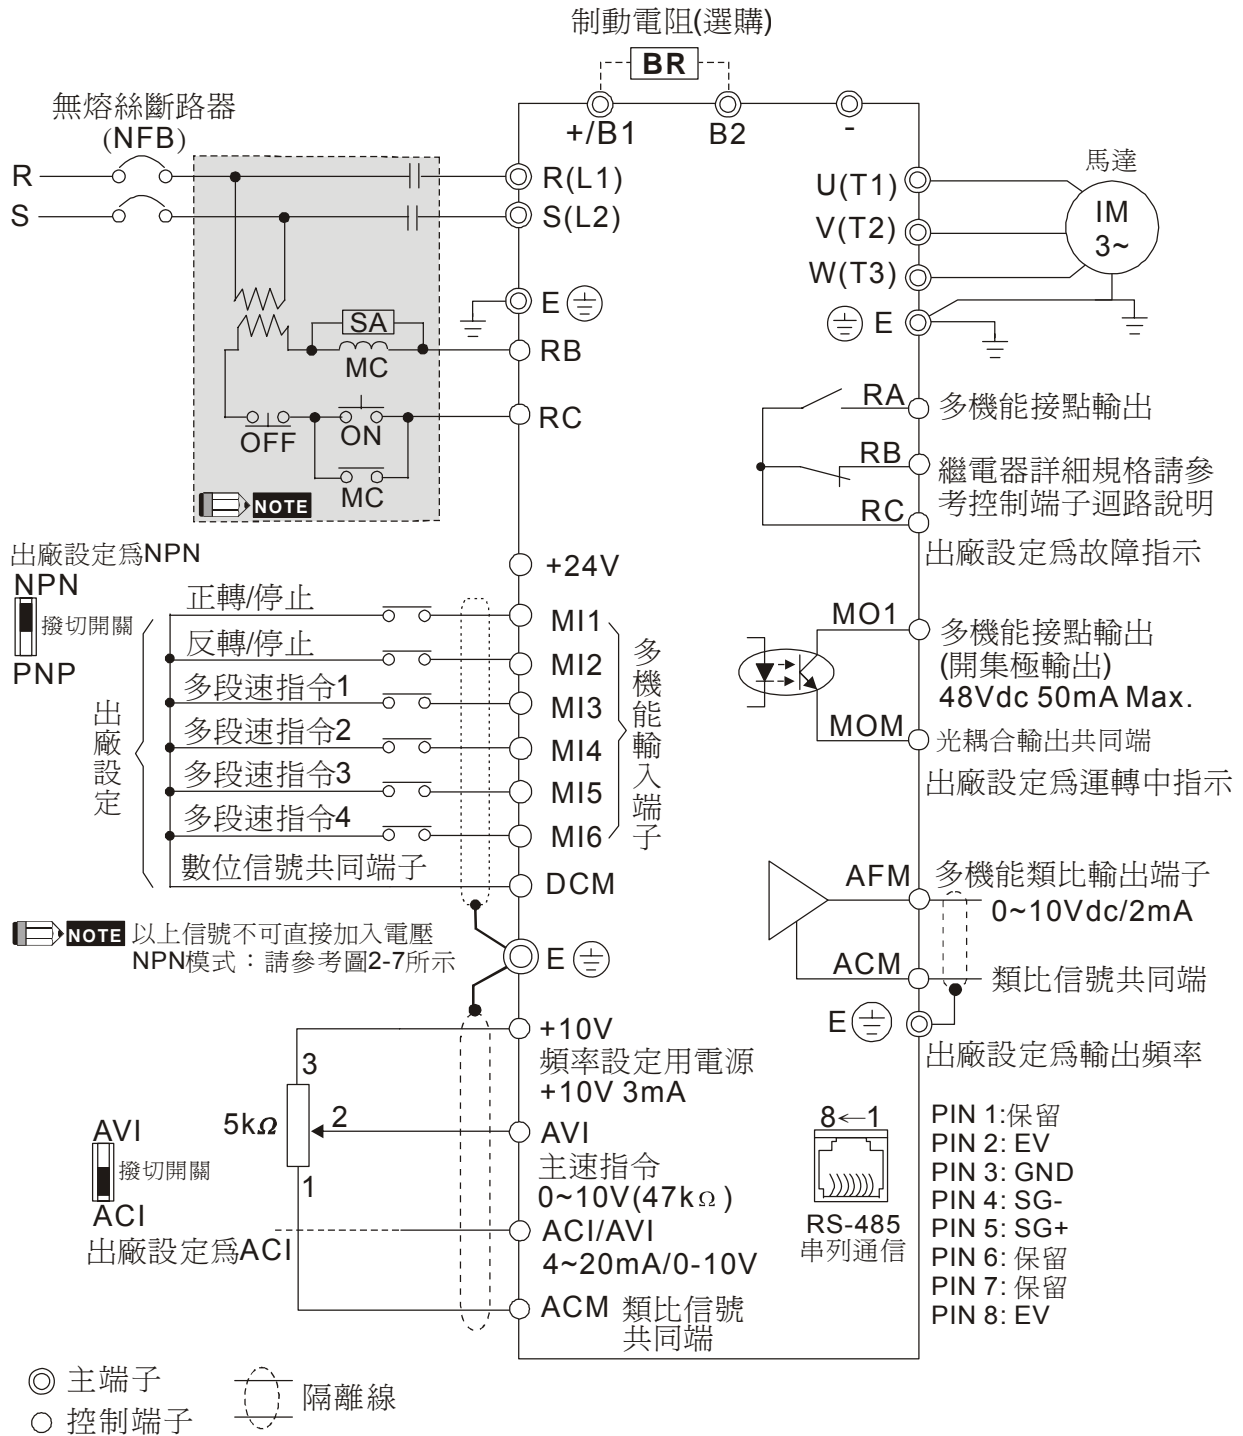 制動電阻(選購)
BR
無熔絲斷路器
(NFB)
+/B1
B2
-
R
S
R(L1)
S(L2)
E
SA
MC
RB
OFF
ON
RC
MC
NOTE
馬達
U(T1)
V(T2)
W(T3)
IM
3~
E
RA
多機能接點輸出
RB
繼電器詳細規格請參
考控制端子迴路說明
RC
出廠設定爲故障指示
出廠設定爲NPN
NPN
撥切開關
PNP
+24V
正轉/停止
MI1
反轉/停止
MI2
多段速指令1
MI3
多段速指令2
MI4
多段速指令3
MI5
多段速指令4
MI6
數位信號共同端子
DCM
出廠設定
多機能輸入端子
MO1
多機能接點輸出
(開集極輸出)
48Vdc 50mA Max.
MOM
光耦合輸出共同端
出廠設定爲運轉中指示
NOTE 以上信號不可直接加入電壓
NPN模式：請參考圖2-7所示
E
AFM
多機能類比輸出端子
0~10Vdc/2mA
ACM
類比信號共同端
E
出廠設定爲輸出頻率
+10V
頻率設定用電源
+10V 3mA
3
5kΩ
2
1
AVI
主速指令
0~10V(47kΩ)
AVI
撥切開關
ACI
出廠設定爲ACI
ACI/AVI
4~20mA/0-10V
ACM 類比信號
共同端
8←1
RS-485
串列通信
PIN 1:保留
PIN 2: EV
PIN 3: GND
PIN 4: SG-
PIN 5: SG+
PIN 6: 保留
PIN 7: 保留
PIN 8: EV
主端子
控制端子
隔離線